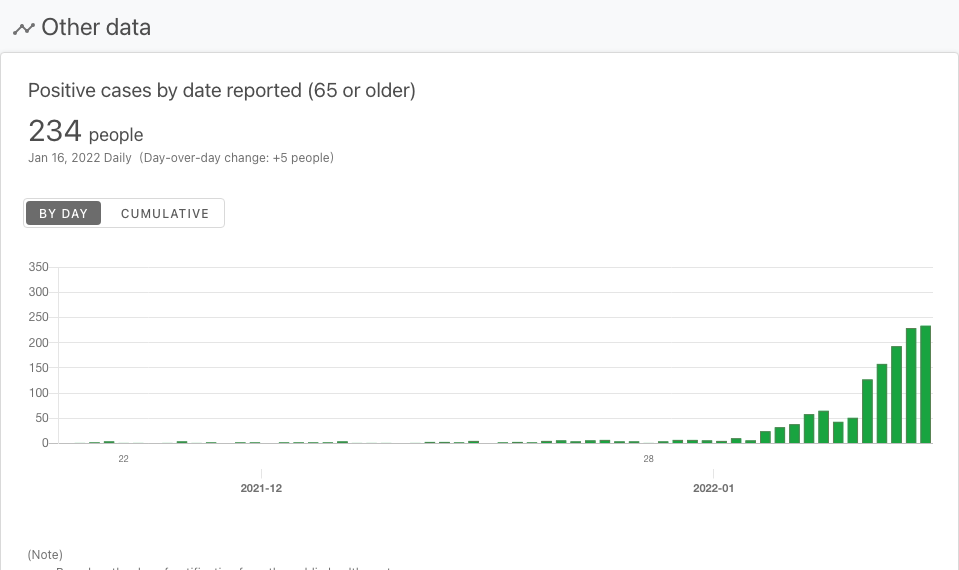 Other data
Positive cases by date reported (65 or older)
234 people
Jan 16, 2022 Daily (Day-over-day change: +5 people)
BY DAY CUMULATIVE
350
300
250
200
150
100
50
0
22 28
2021-12 2022-01
(Note)